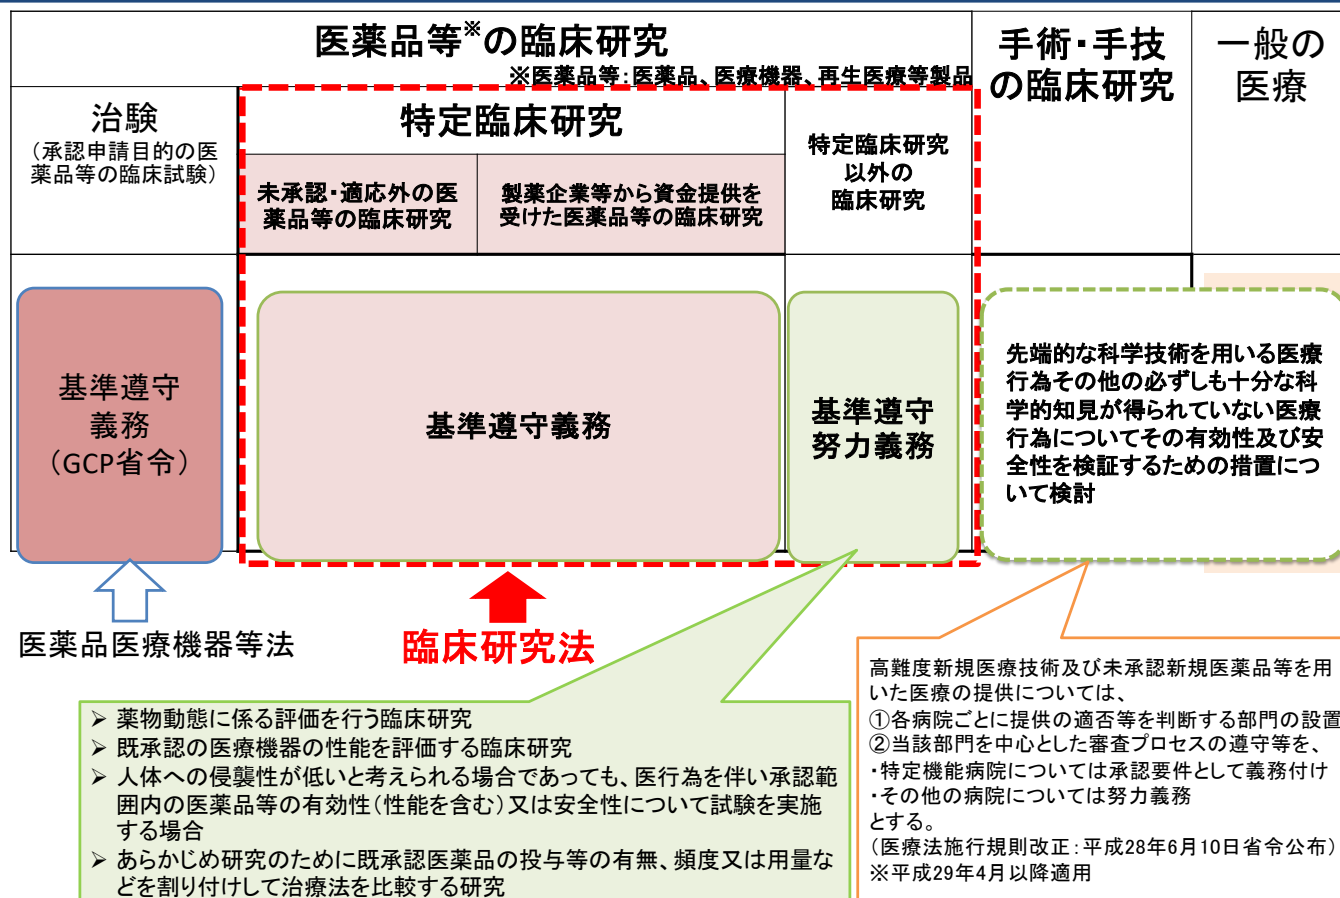 医薬品等※の臨床研究
※医薬品等：医薬品、医療機器、再生医療等製品
手術・手技
の臨床研究
一般の
医療
治験
（承認申請目的の医
薬品等の臨床試験）
特定臨床研究
未承認・適応外の医
薬品等の臨床研究
製薬企業等から資金提供を
受けた医薬品等の臨床研究
特定臨床研究
以外の
臨床研究
基準遵守
義務
（GCP省令）
基準遵守義務
基準遵守
努力義務
先端的な科学技術を用いる医療
行為その他の必ずしも十分な科
学的知見が得られていない医療
行為についてその有効性及び安
全性を検証するための措置につ
いて検討
医薬品医療機器等法
臨床研究法
➢ 薬物動態に係る評価を行う臨床研究
➢ 既承認の医療機器の性能を評価する臨床研究
➢ 人体への侵襲性が低いと考えられる場合であっても、医行為を伴い承認範
囲内の医薬品等の有効性（性能を含む）又は安全性について試験を実施
する場合
➢ あらかじめ研究のために既承認医薬品の投与等の有無、頻度又は用量な
どを割り付けして治療法を比較する研究
高難度新規医療技術及び未承認新規医薬品等を用
いた医療の提供については、
①各病院ごとに提供の適否等を判断する部門の設置
②当該部門を中心とした審査プロセスの遵守等を、
・特定機能病院については承認要件として義務付け
・その他の病院については努力義務
とする。
（医療法施行規則改正：平成28年6月10日省令公布）
※平成29年4月以降適用